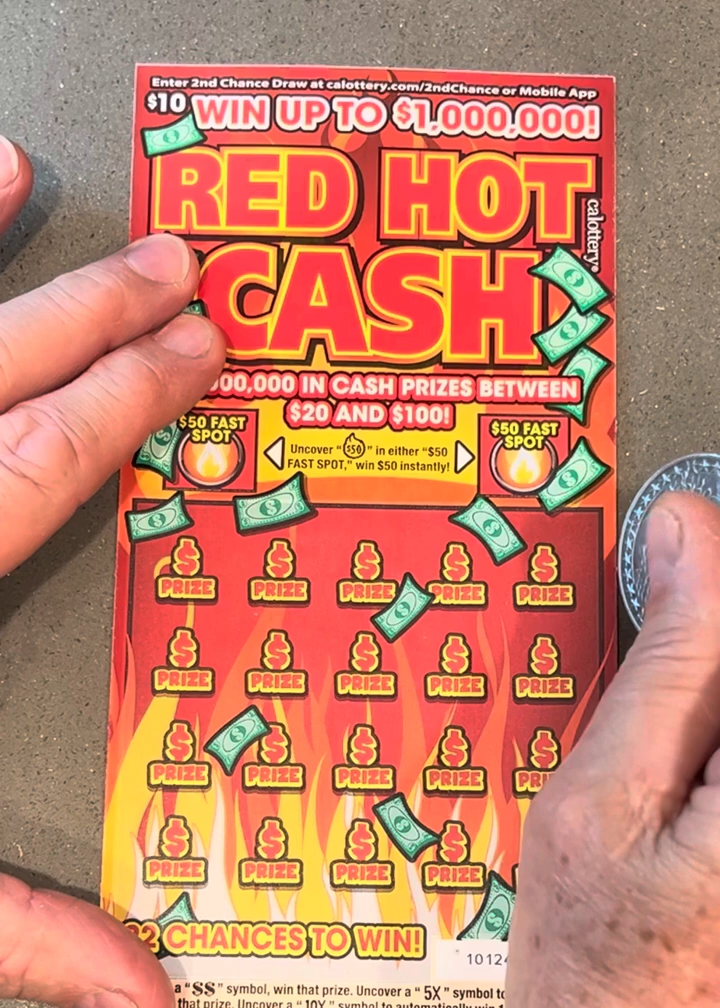 Enter 2nd Chance Draw at calottery.com/2ndChance or Mobile App
$10 WIN UP TO $1,000,000!
RED HOT
calottery®
CASH
000,000 IN CASH PRIZES BETWEEN
$20 AND $100!
$50 FAST
SPOT
Uncover "$50" in either "$50
FAST SPOT," win $50 instantly!
$50 FAST
SPOT
$ $ $ $ $
PRIZE PRIZE PRIZE PRIZE PRIZE
$ $ $ $ $
PRIZE PRIZE PRIZE PRIZE PRIZE
$ $ $ $ $
PRIZE PRIZE PRIZE PRIZE PRI
$ $ $ $
PRIZE PRIZE PRIZE PRIZE
2 CHANCES TO WIN!
1012
a "$$" symbol, win that prize. Uncover a "5X" symbol to
that prize. Uncover a "10X" symbol to automatically win